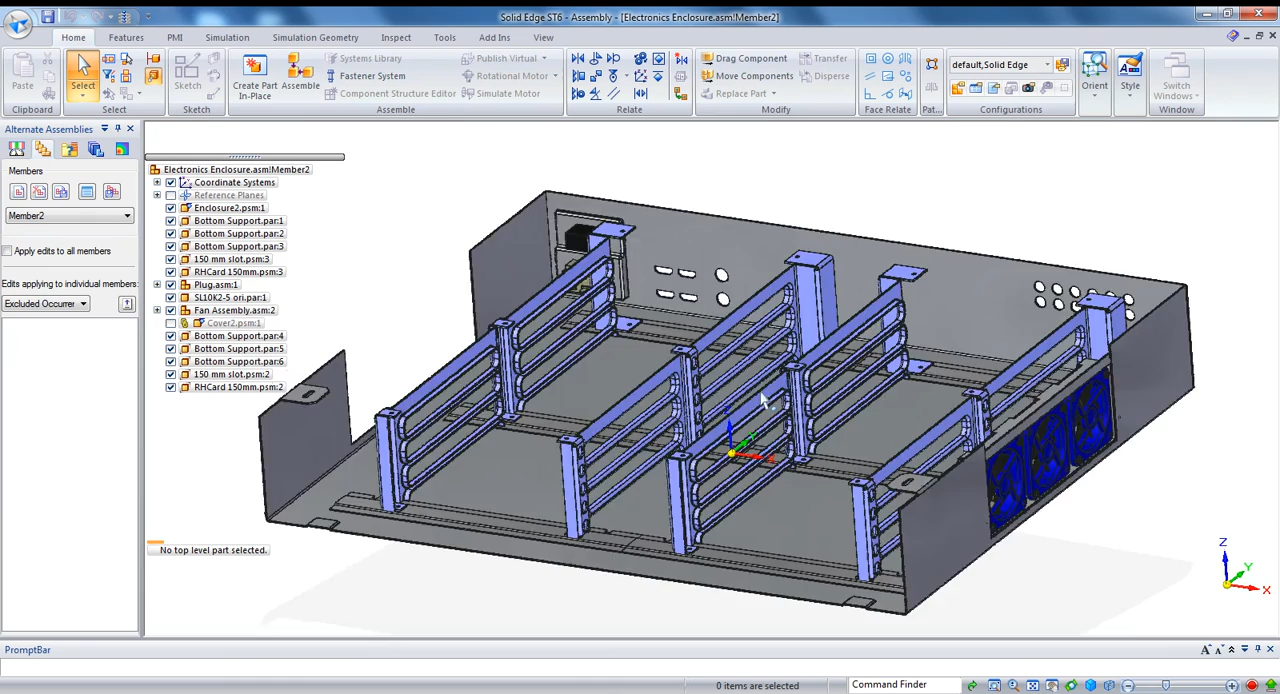 Solid Edge ST6 - Assembly - [Electronics Enclosure.asm!Member2]
Home Features PMI Simulation Simulation Geometry Inspect Tools Add Ins View
Paste
Clipboard
Select
Select
Sketch
Sketch
Create Part In-Place
Assembly
Systems Library
Fastener System
Component Structure Editor
Publish Virtual
Rotational Motor
Simulate Motor
Assemble
Relate
Drag Component
Move Components
Replace Part
Transfer
Disperse
Modify
Face Relate
Pat...
default,Solid Edge
Configurations
Orient
Style
Switch Windows
Window
Alternate Assemblies
Members
Member2
Apply edits to all members
Edits applying to individual members:
Excluded Occurrer
Electronics Enclosure.asm!Member2
Coordinate Systems
Reference Planes
Enclosure2.psm:1
Bottom Support.par:1
Bottom Support.par:2
Bottom Support.par:3
150 mm slot.psm:3
RHCard 150mm.psm:3
Plug.asm:1
SL10K2-5 ori.par:1
Fan Assembly.asm:2
Cover2.psm:1
Bottom Support.par:4
Bottom Support.par:5
Bottom Support.par:6
150 mm slot.psm:2
RHCard 150mm.psm:2
No top level part selected.
Z
Y
X
PromptBar
0 items are selected
Command Finder